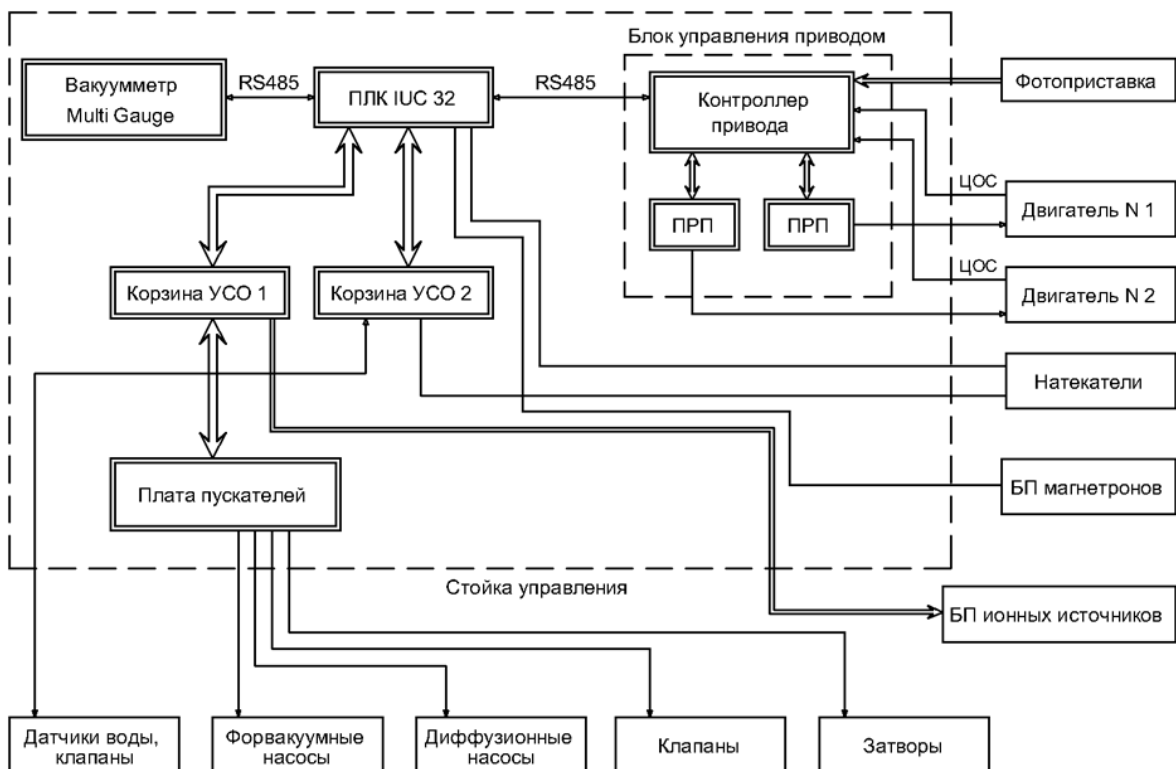 Блок управления приводом
Вакуумметр
Multi Gauge
RS485
ПЛК IUC 32
RS485
Контроллер
привода
Фотоприставка
ЦОС
Двигатель N 1
ПРП
ПРП
ЦОС
Двигатель N 2
Корзина УСО 1
Корзина УСО 2
Натекатели
БП магнетронов
Плата пускателей
Стойка управления
БП ионных источников
Датчики воды,
клапаны
Форвакуумные
насосы
Диффузионные
насосы
Клапаны
Затворы